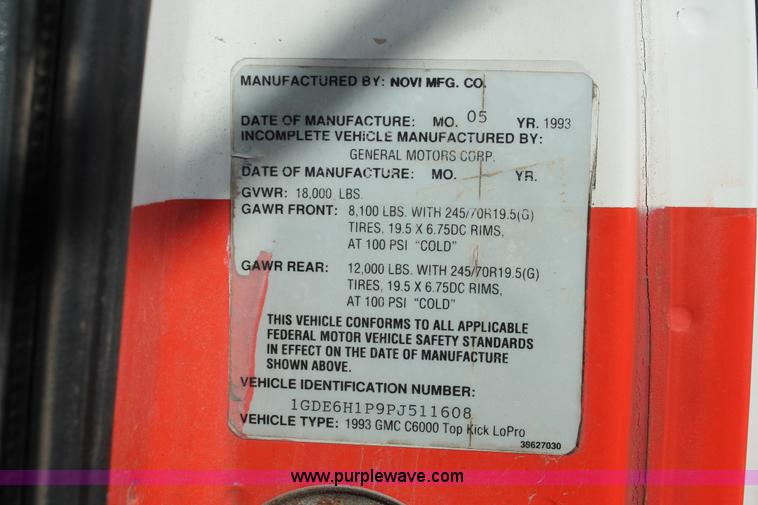 MANUFACTURED BY: NOVI MFG. CO.
DATE OF MANUFACTURE: MO. 05 YR. 1993
INCOMPLETE VEHICLE MANUFACTURED BY:
GENERAL MOTORS CORP.
DATE OF MANUFACTURE: MO. YR.
GVWR: 18,000 LBS.
GAWR FRONT: 8,100 LBS. WITH 245/70R19.5(G)
TIRES, 19.5 X 6.75DC RIMS,
AT 100 PSI "COLD"
GAWR REAR: 12,000 LBS. WITH 245/70R19.5(G)
TIRES, 19.5 X 6.75DC RIMS,
AT 100 PSI "COLD"
THIS VEHICLE CONFORMS TO ALL APPLICABLE
FEDERAL MOTOR VEHICLE SAFETY STANDARDS
IN EFFECT ON THE DATE OF MANUFACTURE
SHOWN ABOVE.
VEHICLE IDENTIFICATION NUMBER:
1GDE6H1P9PJ511608
VEHICLE TYPE: 1993 GMC C6000 Top Kick LoPro
38627030
www.purplewave.com